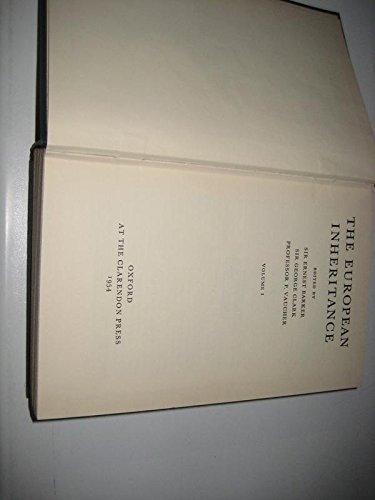 THE EUROPEAN
INHERITANCE
EDITED BY
SIR ERNEST BARKER
SIR GEORGE CLARK
PROFESSOR P. VAUCHER
VOLUME I
OXFORD
AT THE CLARENDON PRESS
1954